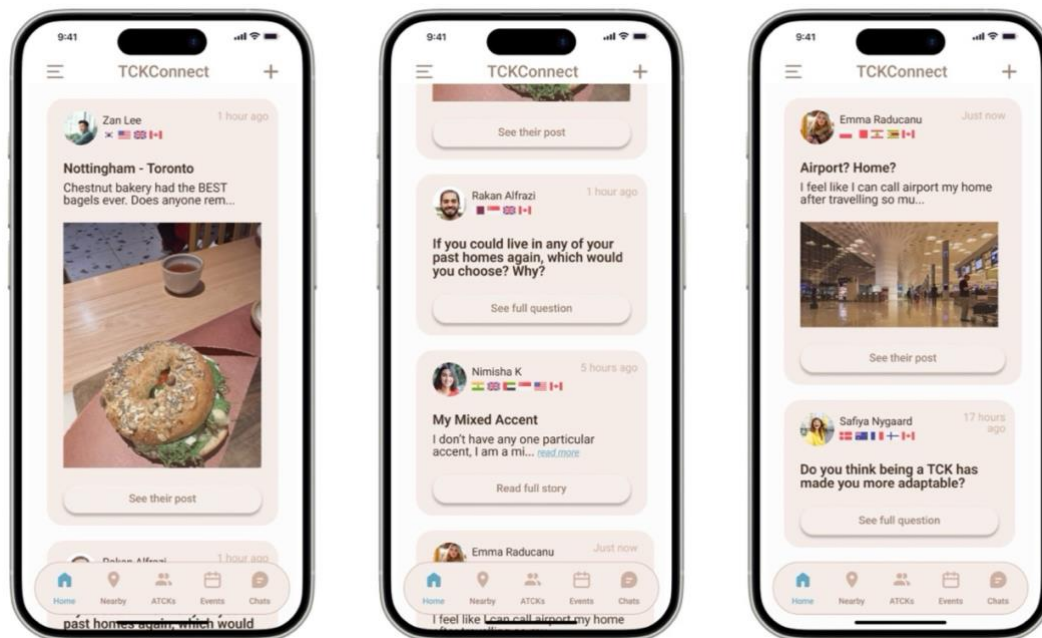 9:41
TCKConnect
Zan Lee
1 hour ago
Nottingham - Toronto
Chestnut bakery had the BEST
bagels ever. Does anyone rem...
See their post
Rakan Alfrazi
1 hour ago
Home
Nearby
ATCKs
Events
Chats
past homes again, which would
9:41
TCKConnect
See their post
Rakan Alfrazi
1 hour ago
If you could live in any of your
past homes again, which would
you choose? Why?
See full question
Nimisha K
5 hours ago
My Mixed Accent
I don't have any one particular
accent, I am a mi... read more
Read full story
Emma Raducanu
Just now
Home
Nearby
ATCKs
Events
Chats
I feel like I can call airport my home
9:41
TCKConnect
Emma Raducanu
Just now
Airport? Home?
I feel like I can call airport my home
after travelling so mu...
See their post
Safiya Nygaard
17 hours
ago
Do you think being a TCK has
made you more adaptable?
See full question
Home
Nearby
ATCKs
Events
Chats